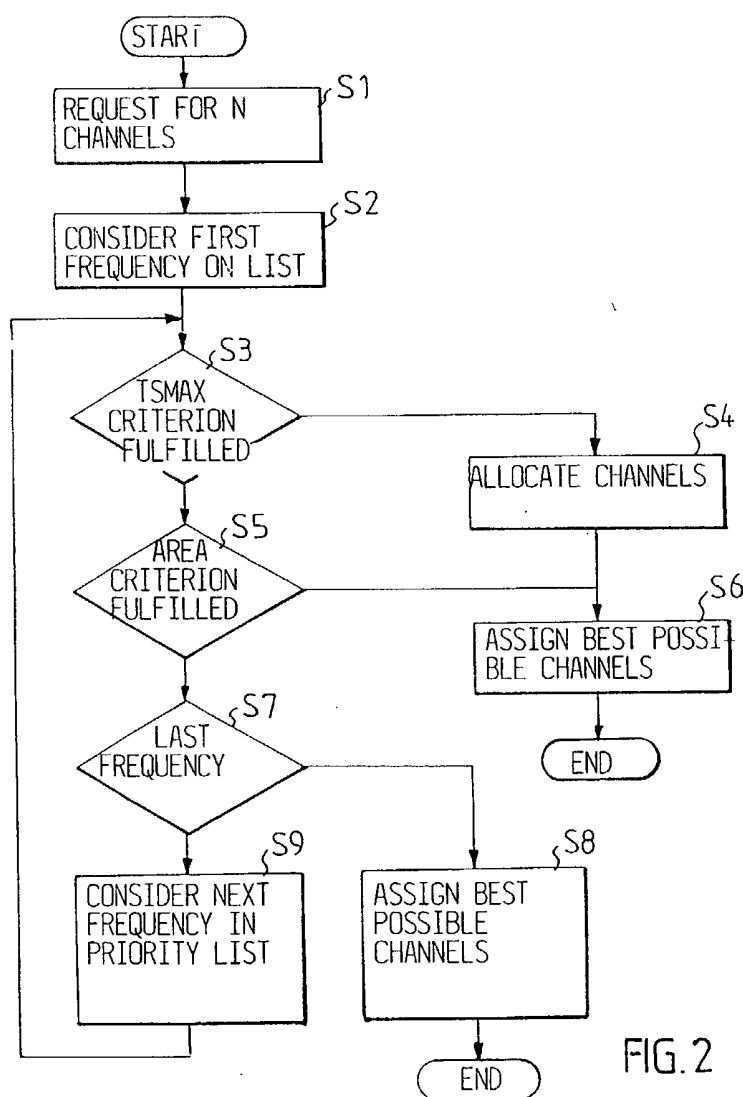 START
S1
REQUEST FOR N
CHANNELS
S2
CONSIDER FIRST
FREQUENCY ON LIST
S3
TSMAX
CRITERION
FULFILLED
S4
ALLOCATE CHANNELS
S5
AREA
CRITERION
FULFILLED
S6
ASSIGN BEST POSSI-
BLE CHANNELS
END
S7
LAST
FREQUENCY
S9
CONSIDER NEXT
FREQUENCY IN
PRIORITY LIST
S8
ASSIGN BEST
POSSIBLE
CHANNELS
END
FIG. 2